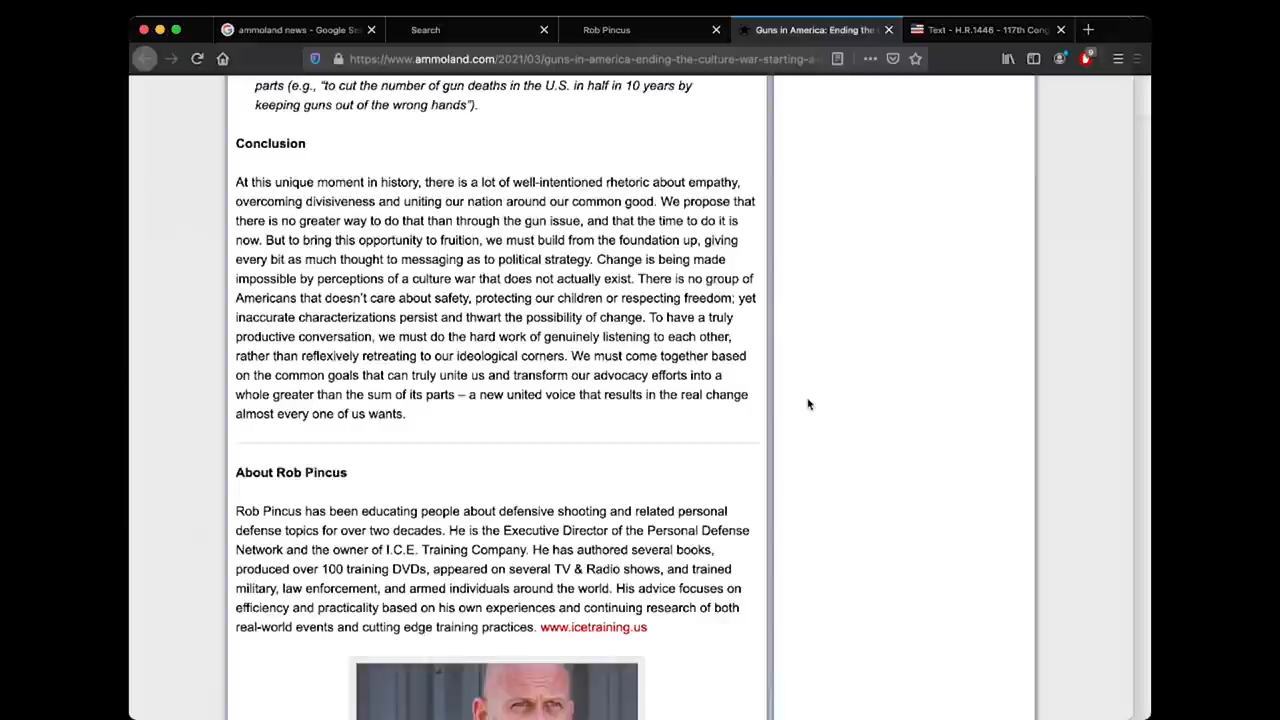 ammoland news - Google Se
Search
Rob Pincus
Guns in America: Ending the
Text - H.R.1446 - 117th Cong
https://www.ammoland.com/2021/03/guns-in-america-ending-the-culture-war-starting-a
9
parts (e.g., “to cut the number of gun deaths in the U.S. in half in 10 years by
keeping guns out of the wrong hands”).
Conclusion
At this unique moment in history, there is a lot of well-intentioned rhetoric about empathy,
overcoming divisiveness and uniting our nation around our common good. We propose that
there is no greater way to do that than through the gun issue, and that the time to do it is
now. But to bring this opportunity to fruition, we must build from the foundation up, giving
every bit as much thought to messaging as to political strategy. Change is being made
impossible by perceptions of a culture war that does not actually exist. There is no group of
Americans that doesn’t care about safety, protecting our children or respecting freedom; yet
inaccurate characterizations persist and thwart the possibility of change. To have a truly
productive conversation, we must do the hard work of genuinely listening to each other,
rather than reflexively retreating to our ideological corners. We must come together based
on the common goals that can truly unite us and transform our advocacy efforts into a
whole greater than the sum of its parts – a new united voice that results in the real change
almost every one of us wants.
About Rob Pincus
Rob Pincus has been educating people about defensive shooting and related personal
defense topics for over two decades. He is the Executive Director of the Personal Defense
Network and the owner of I.C.E. Training Company. He has authored several books,
produced over 100 training DVDs, appeared on several TV & Radio shows, and trained
military, law enforcement, and armed individuals around the world. His advice focuses on
efficiency and practicality based on his own experiences and continuing research of both
real-world events and cutting edge training practices. www.icetraining.us